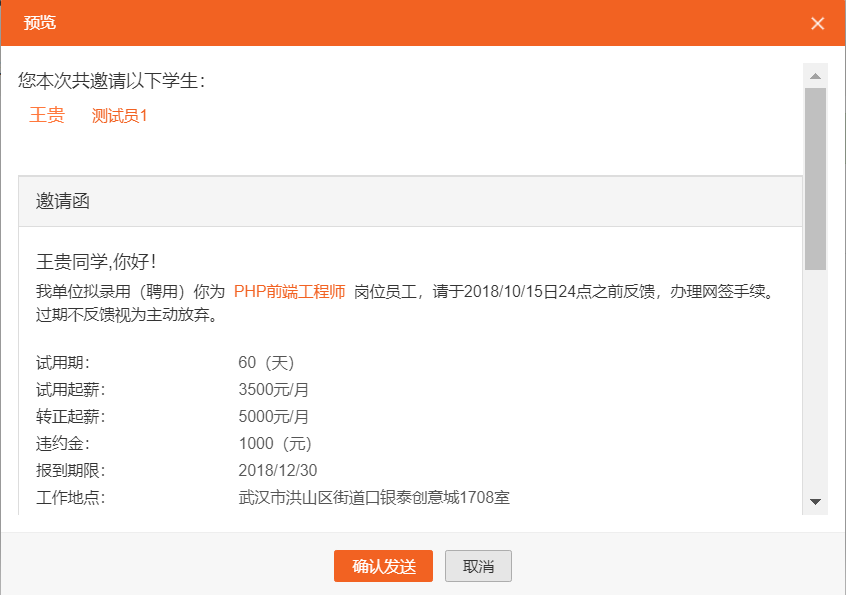 预览
您本次共邀请以下学生：
王贵 测试员1
邀请函
王贵同学,你好！
我单位拟录用（聘用）你为 PHP前端工程师 岗位员工，请于2018/10/15日24点之前反馈，办理网签手续。
过期不反馈视为主动放弃。
试用期： 60（天）
试用起薪： 3500元/月
转正起薪： 5000元/月
违约金： 1000（元）
报到期限： 2018/12/30
工作地点： 武汉市洪山区街道口银泰创意城1708室
确认发送 取消